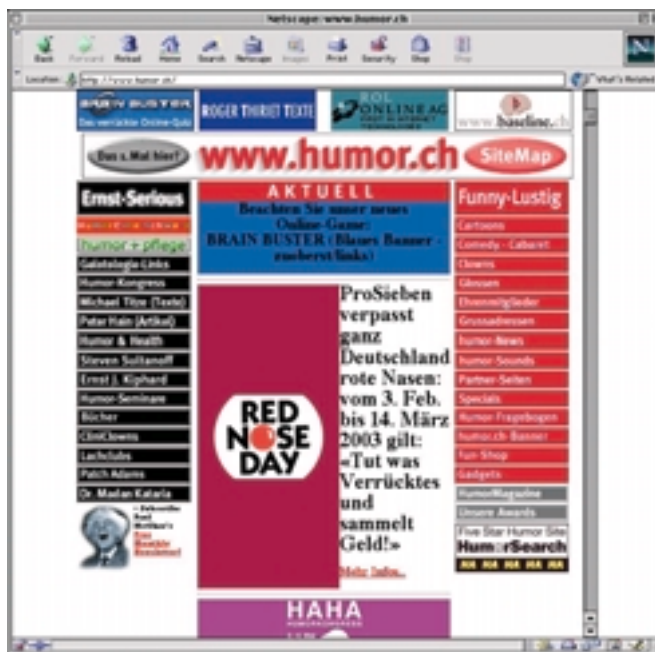 Netscape: www.humor.ch
Back
Forward
Reload
Home
Search
Netscape
Images
Print
Security
Shop
Stop
Location:
http://www.humor.ch/
What's Related
BRAIN BUSTER
Das verrückte Online-Quiz
ROGER THIRIET TEXTE
ONLINE AG
www.baseline.ch
Das 1. Mal hier?
www.humor.ch
SiteMap
Ernst-Serious
humor + pflege
Gelotologie-Links
Humor-Kongress
Michael Titze (Texte)
Peter Hain (Artikel)
Humor & Health
Steven Sultanoff
Ernst J. Kiphard
Humor-Seminare
Bücher
CliniClowns
Lachclubs
Patch Adams
Dr. Madan Kataria
AKTUELL
Beachten Sie unser neues
Online-Game:
BRAIN BUSTER (Blaues Banner -
zuoberst/links)
RED
NOSE
DAY
ProSieben
verpasst
ganz
Deutschland
rote Nasen:
vom 3. Feb.
bis 14. März
2003 gilt:
«Tut was
Verrücktes
und
sammelt
Geld!»
Mehr Infos..
HAHA
Funny-Lustig
Cartoons
Comedy - Cabaret
Clowns
Glossen
Ehrenmitglieder
Grussadressen
humor-News
humor-Sounds
Partner-Seiten
Specials
Humor-Fragebogen
humor.ch-Banner
Fun-Shop
Gadgets
HumorMagazine
Unsere Awards
Five Star Humor Site
HumorSearch
HA HA HA HA HA